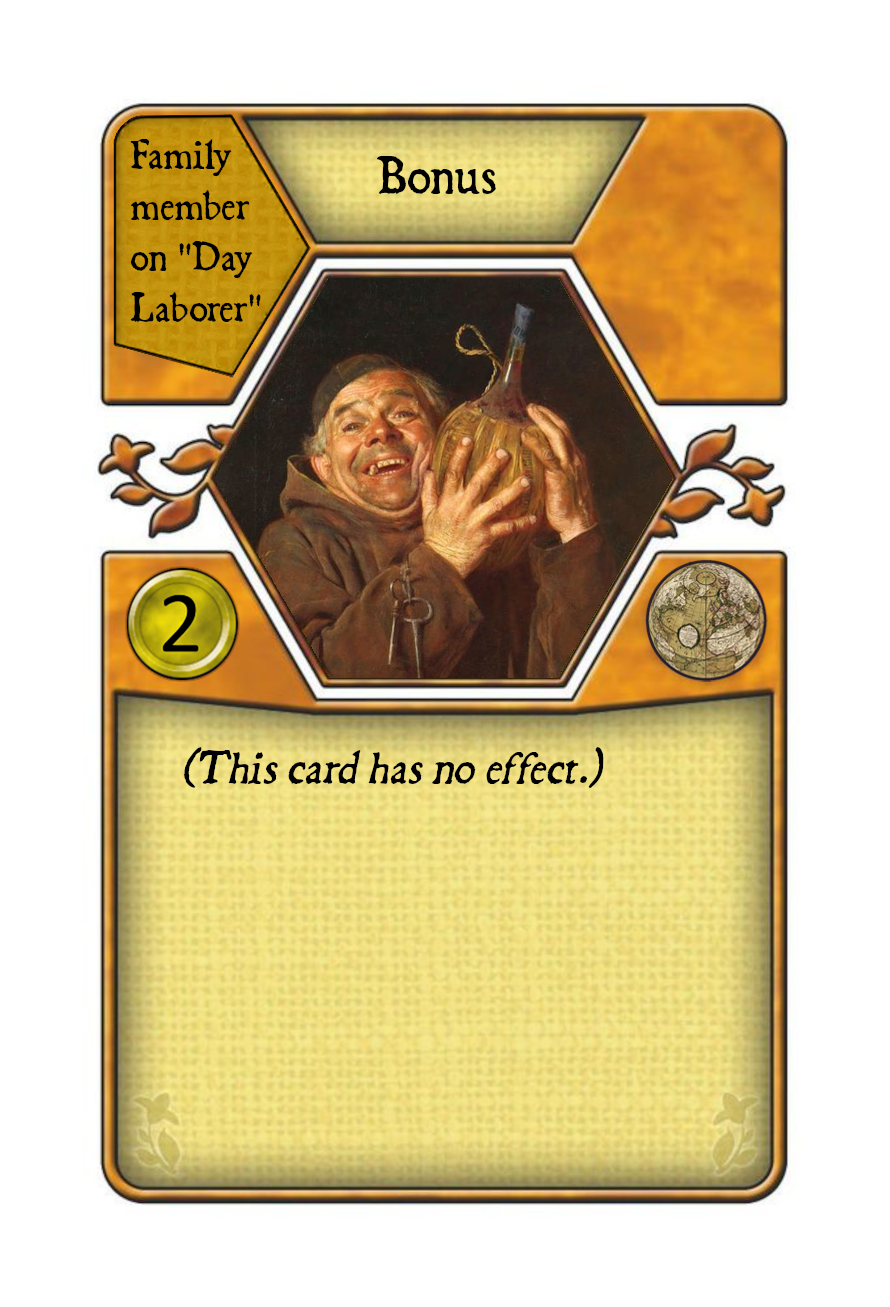 Family
member
on "Day
Laborer"
Bonus
2
(This card has no effect.)